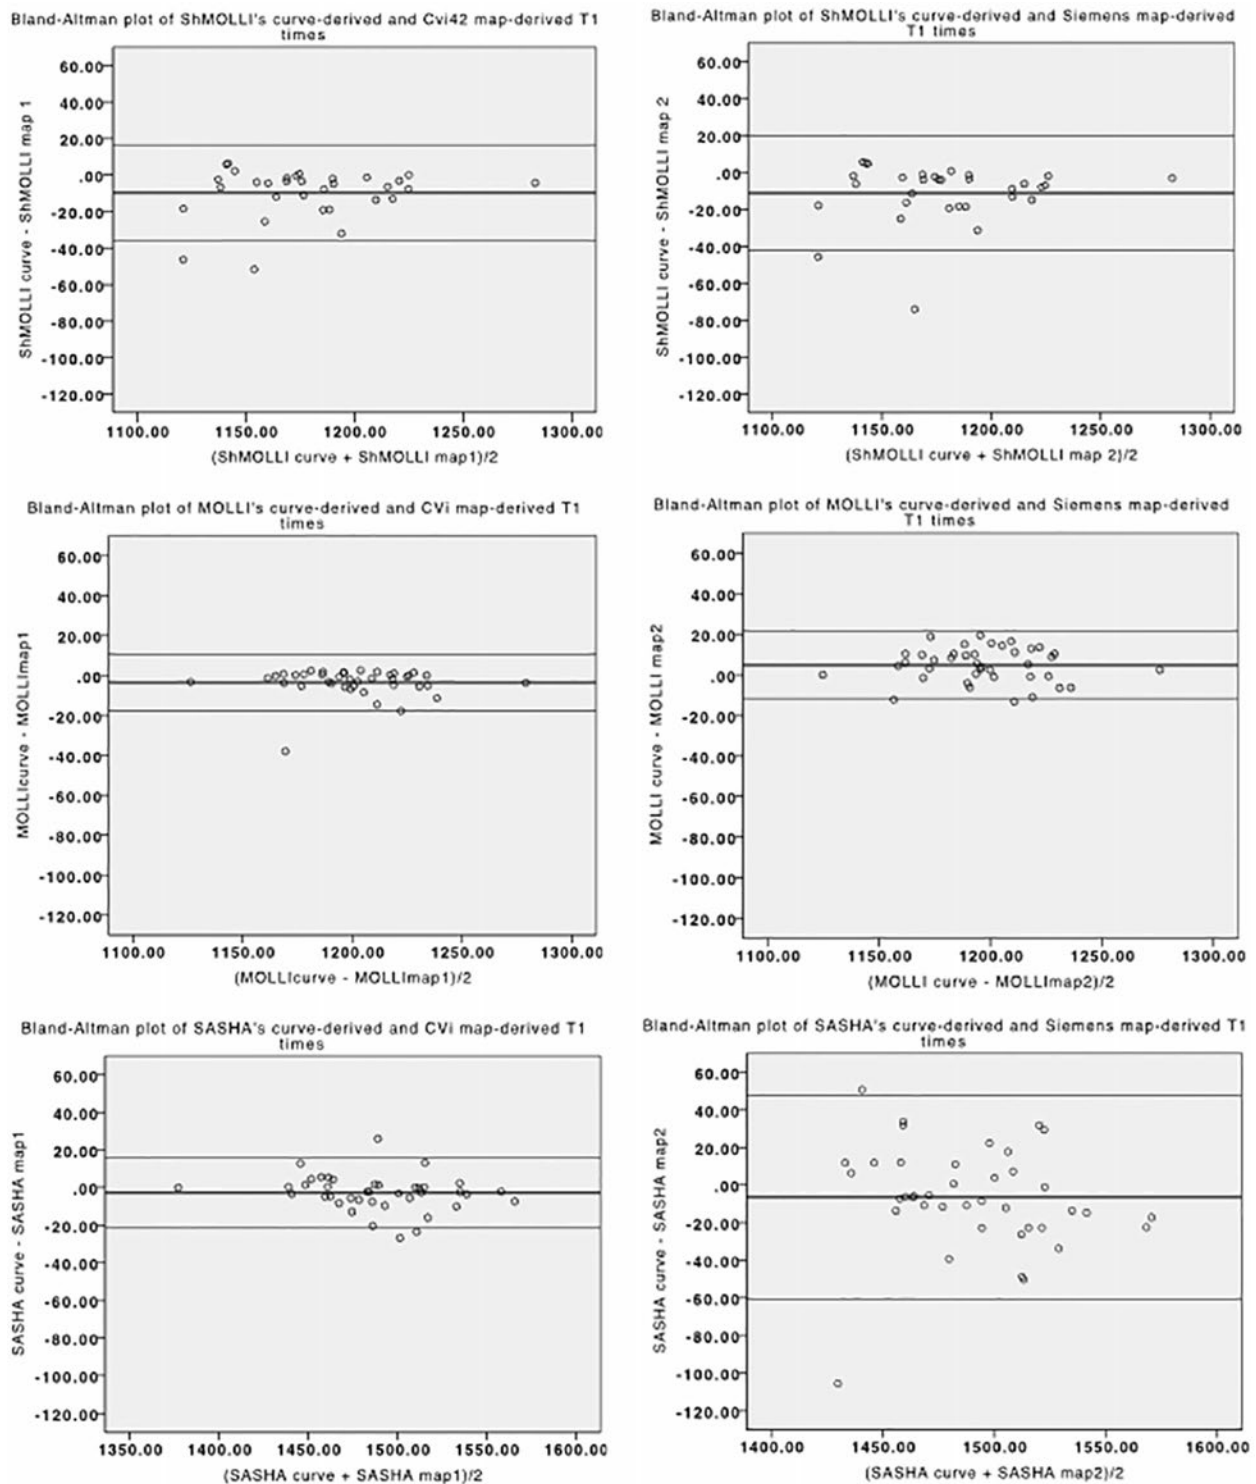 Bland-Altman plot of ShMOLLI's curve-derived and Cvi42 map-derived T1
times
60.00
40.00
20.00
.00
-20.00
-40.00
-60.00
-80.00
-100.00
-120.00
ShMOLLI curve - ShMOLLI map 1
1100.00 1150.00 1200.00 1250.00 1300.00
(ShMOLLI curve + ShMOLLI map1)/2
Bland-Altman plot of ShMOLLI's curve-derived and Siemens map-derived
T1 times
60.00
40.00
20.00
.00
-20.00
-40.00
-60.00
-80.00
-100.00
-120.00
ShMOLLI curve - ShMOLLI map 2
1100.00 1150.00 1200.00 1250.00 1300.00
(ShMOLLI curve + ShMOLLI map 2)/2
Bland-Altman plot of MOLLI's curve-derived and CVi map-derived T1
times
60.00
40.00
20.00
.00
-20.00
-40.00
-60.00
-80.00
-100.00
-120.00
MOLLIcurve - MOLLImap1
1100.00 1150.00 1200.00 1250.00 1300.00
(MOLLIcurve - MOLLImap1)/2
Bland-Altman plot of MOLLI's curve-derived and Siemens map-derived
T1 times
60.00
40.00
20.00
.00
-20.00
-40.00
-60.00
-80.00
-100.00
-120.00
MOLLI curve - MOLLI map2
1100.00 1150.00 1200.00 1250.00 1300.00
(MOLLI curve - MOLLImap2)/2
Bland-Altman plot of SASHA's curve-derived and CVi map-derived T1
times
60.00
40.00
20.00
.00
-20.00
-40.00
-60.00
-80.00
-100.00
-120.00
SASHA curve - SASHA map1
1350.00 1400.00 1450.00 1500.00 1550.00 1600.00
(SASHA curve + SASHA map1)/2
Bland-Altman plot of SASHA's curve-derived and Siemens map-derived T1
times
60.00
40.00
20.00
.00
-20.00
-40.00
-60.00
-80.00
-100.00
-120.00
SASHA curve - SASHA map2
1400.00 1450.00 1500.00 1550.00 1600.00
(SASHA curve + SASHA map2)/2